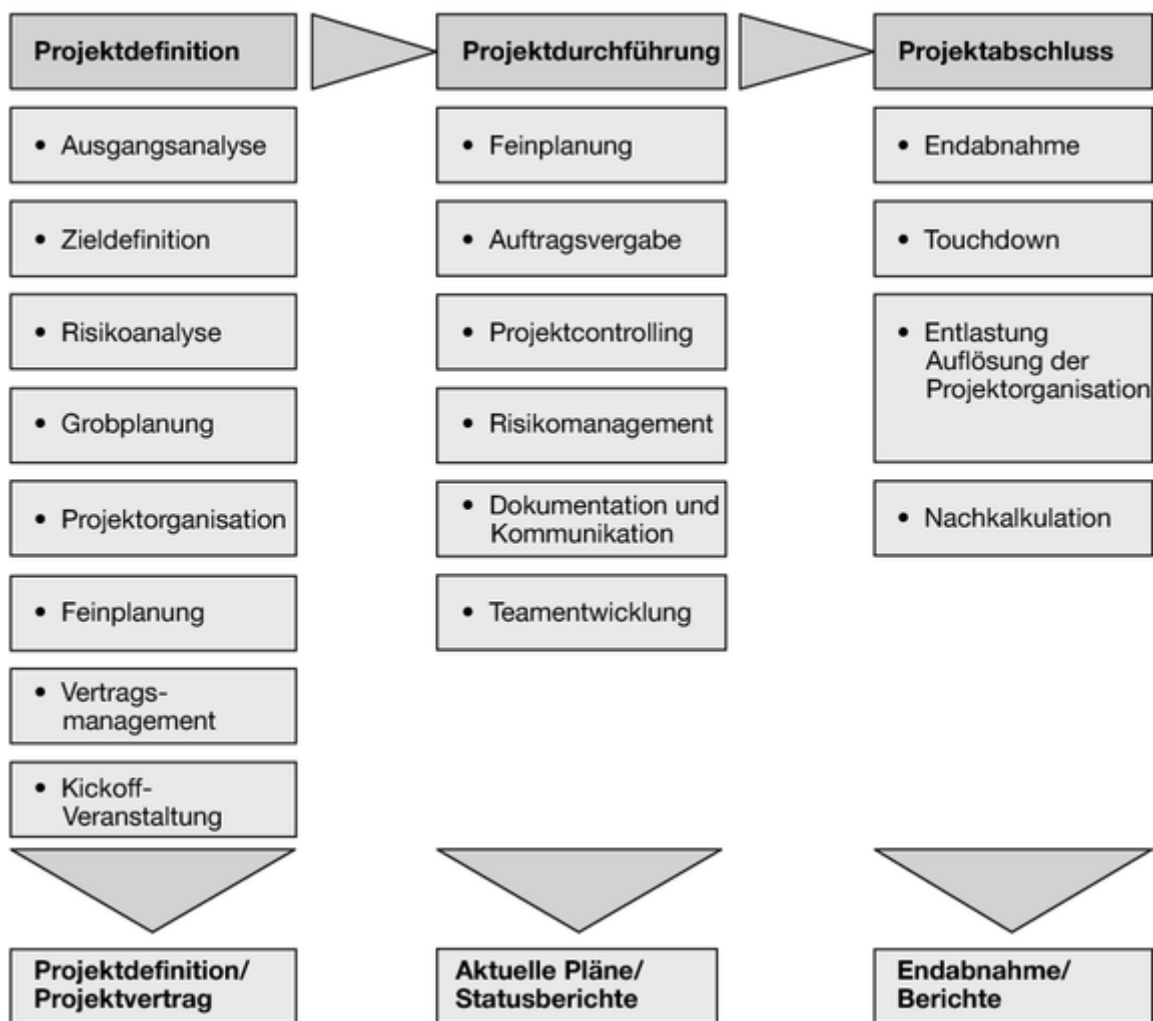 Projektdefinition
• Ausgangsanalyse
• Zieldefinition
• Risikoanalyse
• Grobplanung
• Projektorganisation
• Feinplanung
• Vertrags-
management
• Kickoff-
Veranstaltung
Projektdefinition/
Projektvertrag
Projektdurchführung
• Feinplanung
• Auftragsvergabe
• Projektcontrolling
• Risikomanagement
• Dokumentation und
Kommunikation
• Teamentwicklung
Aktuelle Pläne/
Statusberichte
Projektabschluss
• Endabnahme
• Touchdown
• Entlastung
Auflösung der
Projektorganisation
• Nachkalkulation
Endabnahme/
Berichte